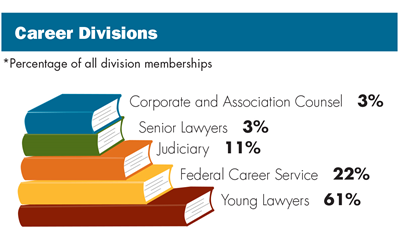 Career Divisions
*Percentage of all division memberships
Corporate and Association Counsel 3%
Senior Lawyers 3%
Judiciary 11%
Federal Career Service 22%
Young Lawyers 61%